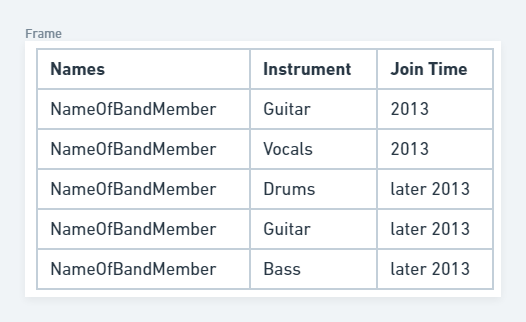 Frame
Names Instrument Join Time
NameOfBandMember Guitar 2013
NameOfBandMember Vocals 2013
NameOfBandMember Drums later 2013
NameOfBandMember Guitar later 2013
NameOfBandMember Bass later 2013